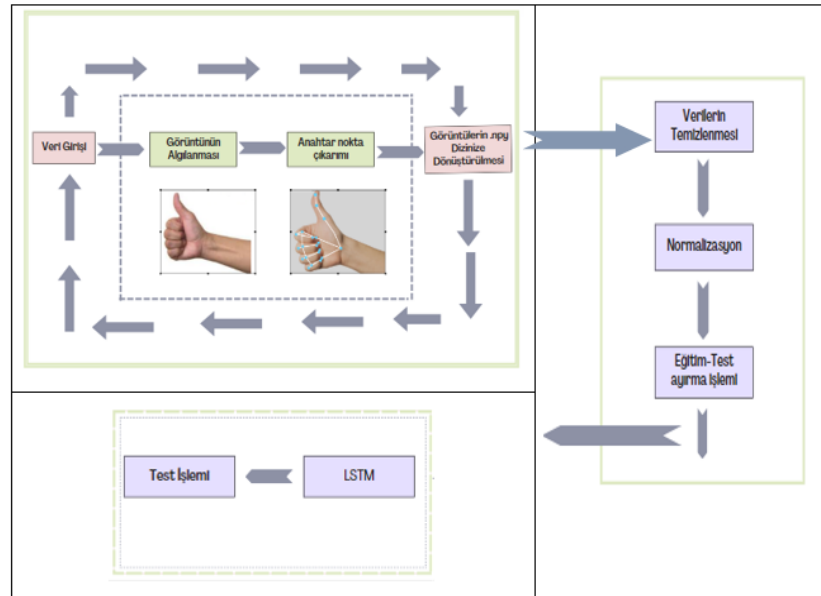 Veri Girişi
Görüntünün
Algılanması
Anahtar nokta
çıkarımı
Görüntülerin .npy
Dizinize
Dönüştürülmesi
Verilerin
Temizlenmesi
Normalizasyon
Eğitim-Test
ayırma işlemi
LSTM
Test İşlemi